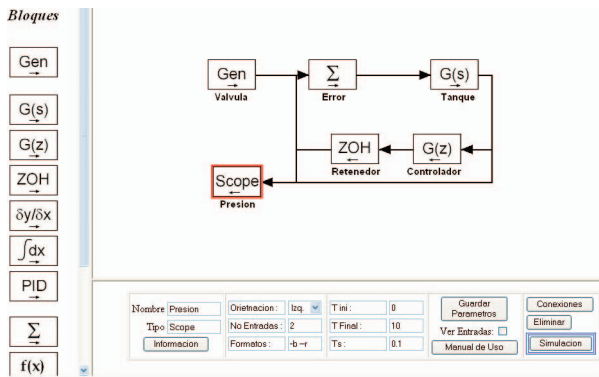 Bloques
Gen
G(s)
G(z)
ZOH
δy/δx
∫dx
PID
Σ
f(x)
Gen
Valvula
Σ
Error
G(s)
Tanque
ZOH
Retenedor
G(z)
Controlador
Scope
Presion
Nombre Presion
Tipo Scope
Informacion
Orietnacion : Izq.
No Entradas : 2
Formatos : -b -r
T ini : 0
T Final : 10
Ts : 0.1
Guardar
Parametros
Ver Entradas:
Manual de Uso
Conexiones
Eliminar
Simulacion